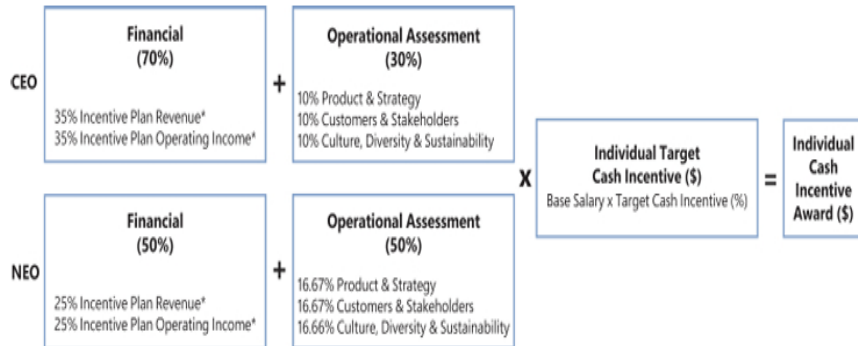 CEO
Financial
(70%)
35% Incentive Plan Revenue*
35% Incentive Plan Operating Income*
+
Operational Assessment
(30%)
10% Product & Strategy
10% Customers & Stakeholders
10% Culture, Diversity & Sustainability
NEO
Financial
(50%)
25% Incentive Plan Revenue*
25% Incentive Plan Operating Income*
+
Operational Assessment
(50%)
16.67% Product & Strategy
16.67% Customers & Stakeholders
16.66% Culture, Diversity & Sustainability
X
Individual Target
Cash Incentive ($)
Base Salary x Target Cash Incentive (%)
=
Individual
Cash
Incentive
Award ($)